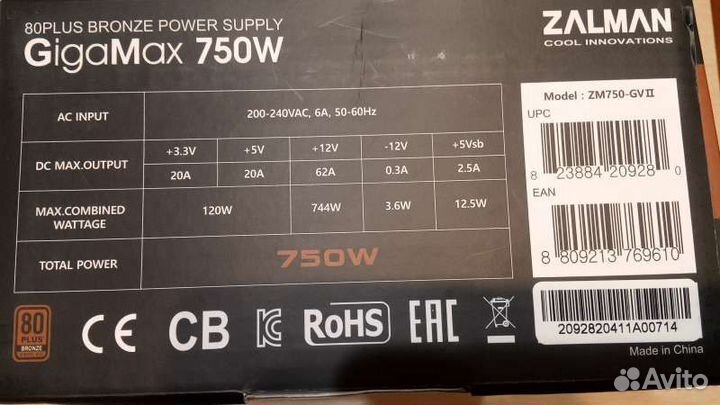 80PLUS BRONZE POWER SUPPLY
GigaMax 750W
ZALMAN
COOL INNOVATIONS
AC INPUT
200-240VAC, 6A, 50-60Hz
DC MAX.OUTPUT
+3.3V +5V +12V -12V +5Vsb
20A 20A 62A 0.3A 2.5A
MAX.COMBINED
WATTAGE
120W 744W 3.6W 12.5W
TOTAL POWER
750W
Model : ZM750-GVⅡ
UPC
8 23884 20928 0
EAN
8 809213 769610
80
PLUS
BRONZE
CE CB KC RoHS EAC
2092820411A00714
Made in China
Avito